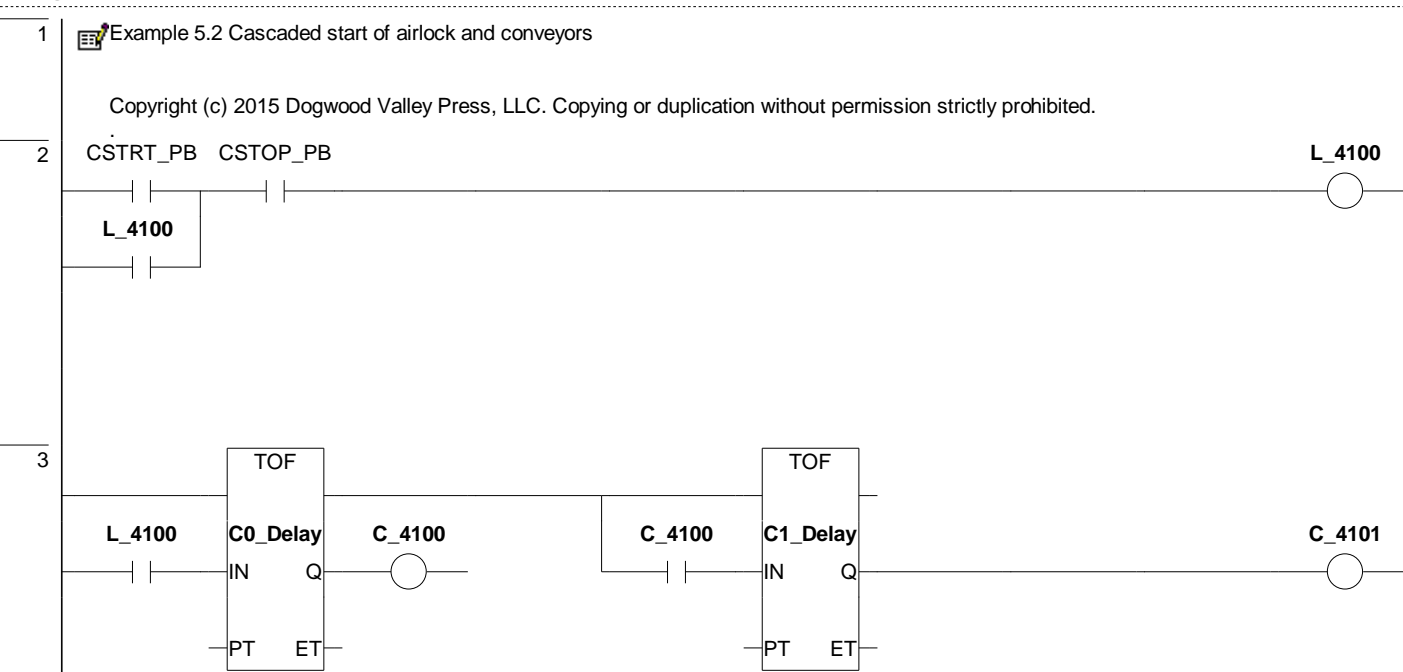 1
Example 5.2 Cascaded start of airlock and conveyors
Copyright (c) 2015 Dogwood Valley Press, LLC. Copying or duplication without permission strictly prohibited.
.
2
CSTRT_PB CSTOP_PB L_4100
L_4100
3
TOF TOF
L_4100 C0_Delay C_4100 C_4100 C1_Delay C_4101
IN Q IN Q
PT ET PT ET